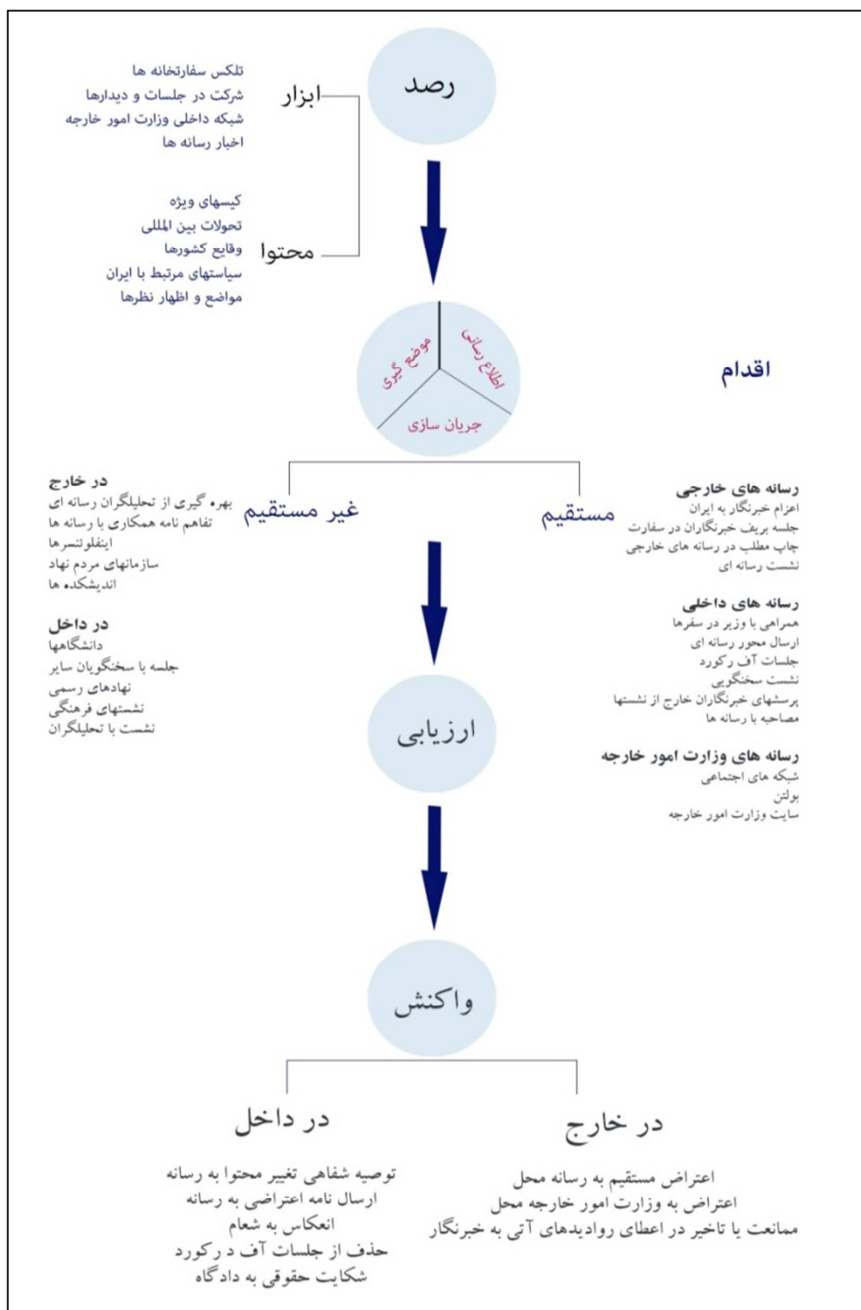 رصد
ابزار
تلکس سفارتخانه ها
شرکت در جلسات و دیدارها
شبکه داخلی وزارت امور خارجه
اخبار رسانه ها
محتوا
کیسهای ویژه
تحولات بین المللی
وقایع کشورها
سیاستهای مرتبط با ایران
مواضع و اظهار نظرها
اقدام
اطلاع رسانی
موضع گیری
جریان سازی
مستقیم
رسانه های خارجی
اعزام خبرنگار به ایران
جلسه بریف خبرنگاران در سفارت
چاپ مطلب در رسانه های خارجی
نشست رسانه ای
رسانه های داخلی
همراهی با وزیر در سفرها
ارسال محور رسانه ای
جلسات آف رکورد
نشست سخنگویی
پرسشهای خبرنگاران خارج از نشستها
مصاحبه با رسانه ها
رسانه های وزارت امور خارجه
شبکه های اجتماعی
بولتن
سایت وزارت امور خارجه
غیر مستقیم
در خارج
بهره گیری از تحلیلگران رسانه ای
تفاهم نامه همکاری با رسانه ها
اینفلوئنسرها
سازمانهای مردم نهاد
اندیشکده ها
در داخل
دانشگاهها
جلسه با سخنگویان سایر
نهادهای رسمی
نشستهای فرهنگی
نشست با تحلیلگران
ارزیابی
واکنش
در خارج
اعتراض مستقیم به رسانه محل
اعتراض به وزارت امور خارجه محل
ممانعت یا تاخیر در اعطای روادیدهای آتی به خبرنگار
در داخل
توصیه شفاهی تغییر محتوا به رسانه
ارسال نامه اعتراضی به رسانه
انعکاس به شعام
حذف از جلسات آف د رکورد
شکایت حقوقی به دادگاه